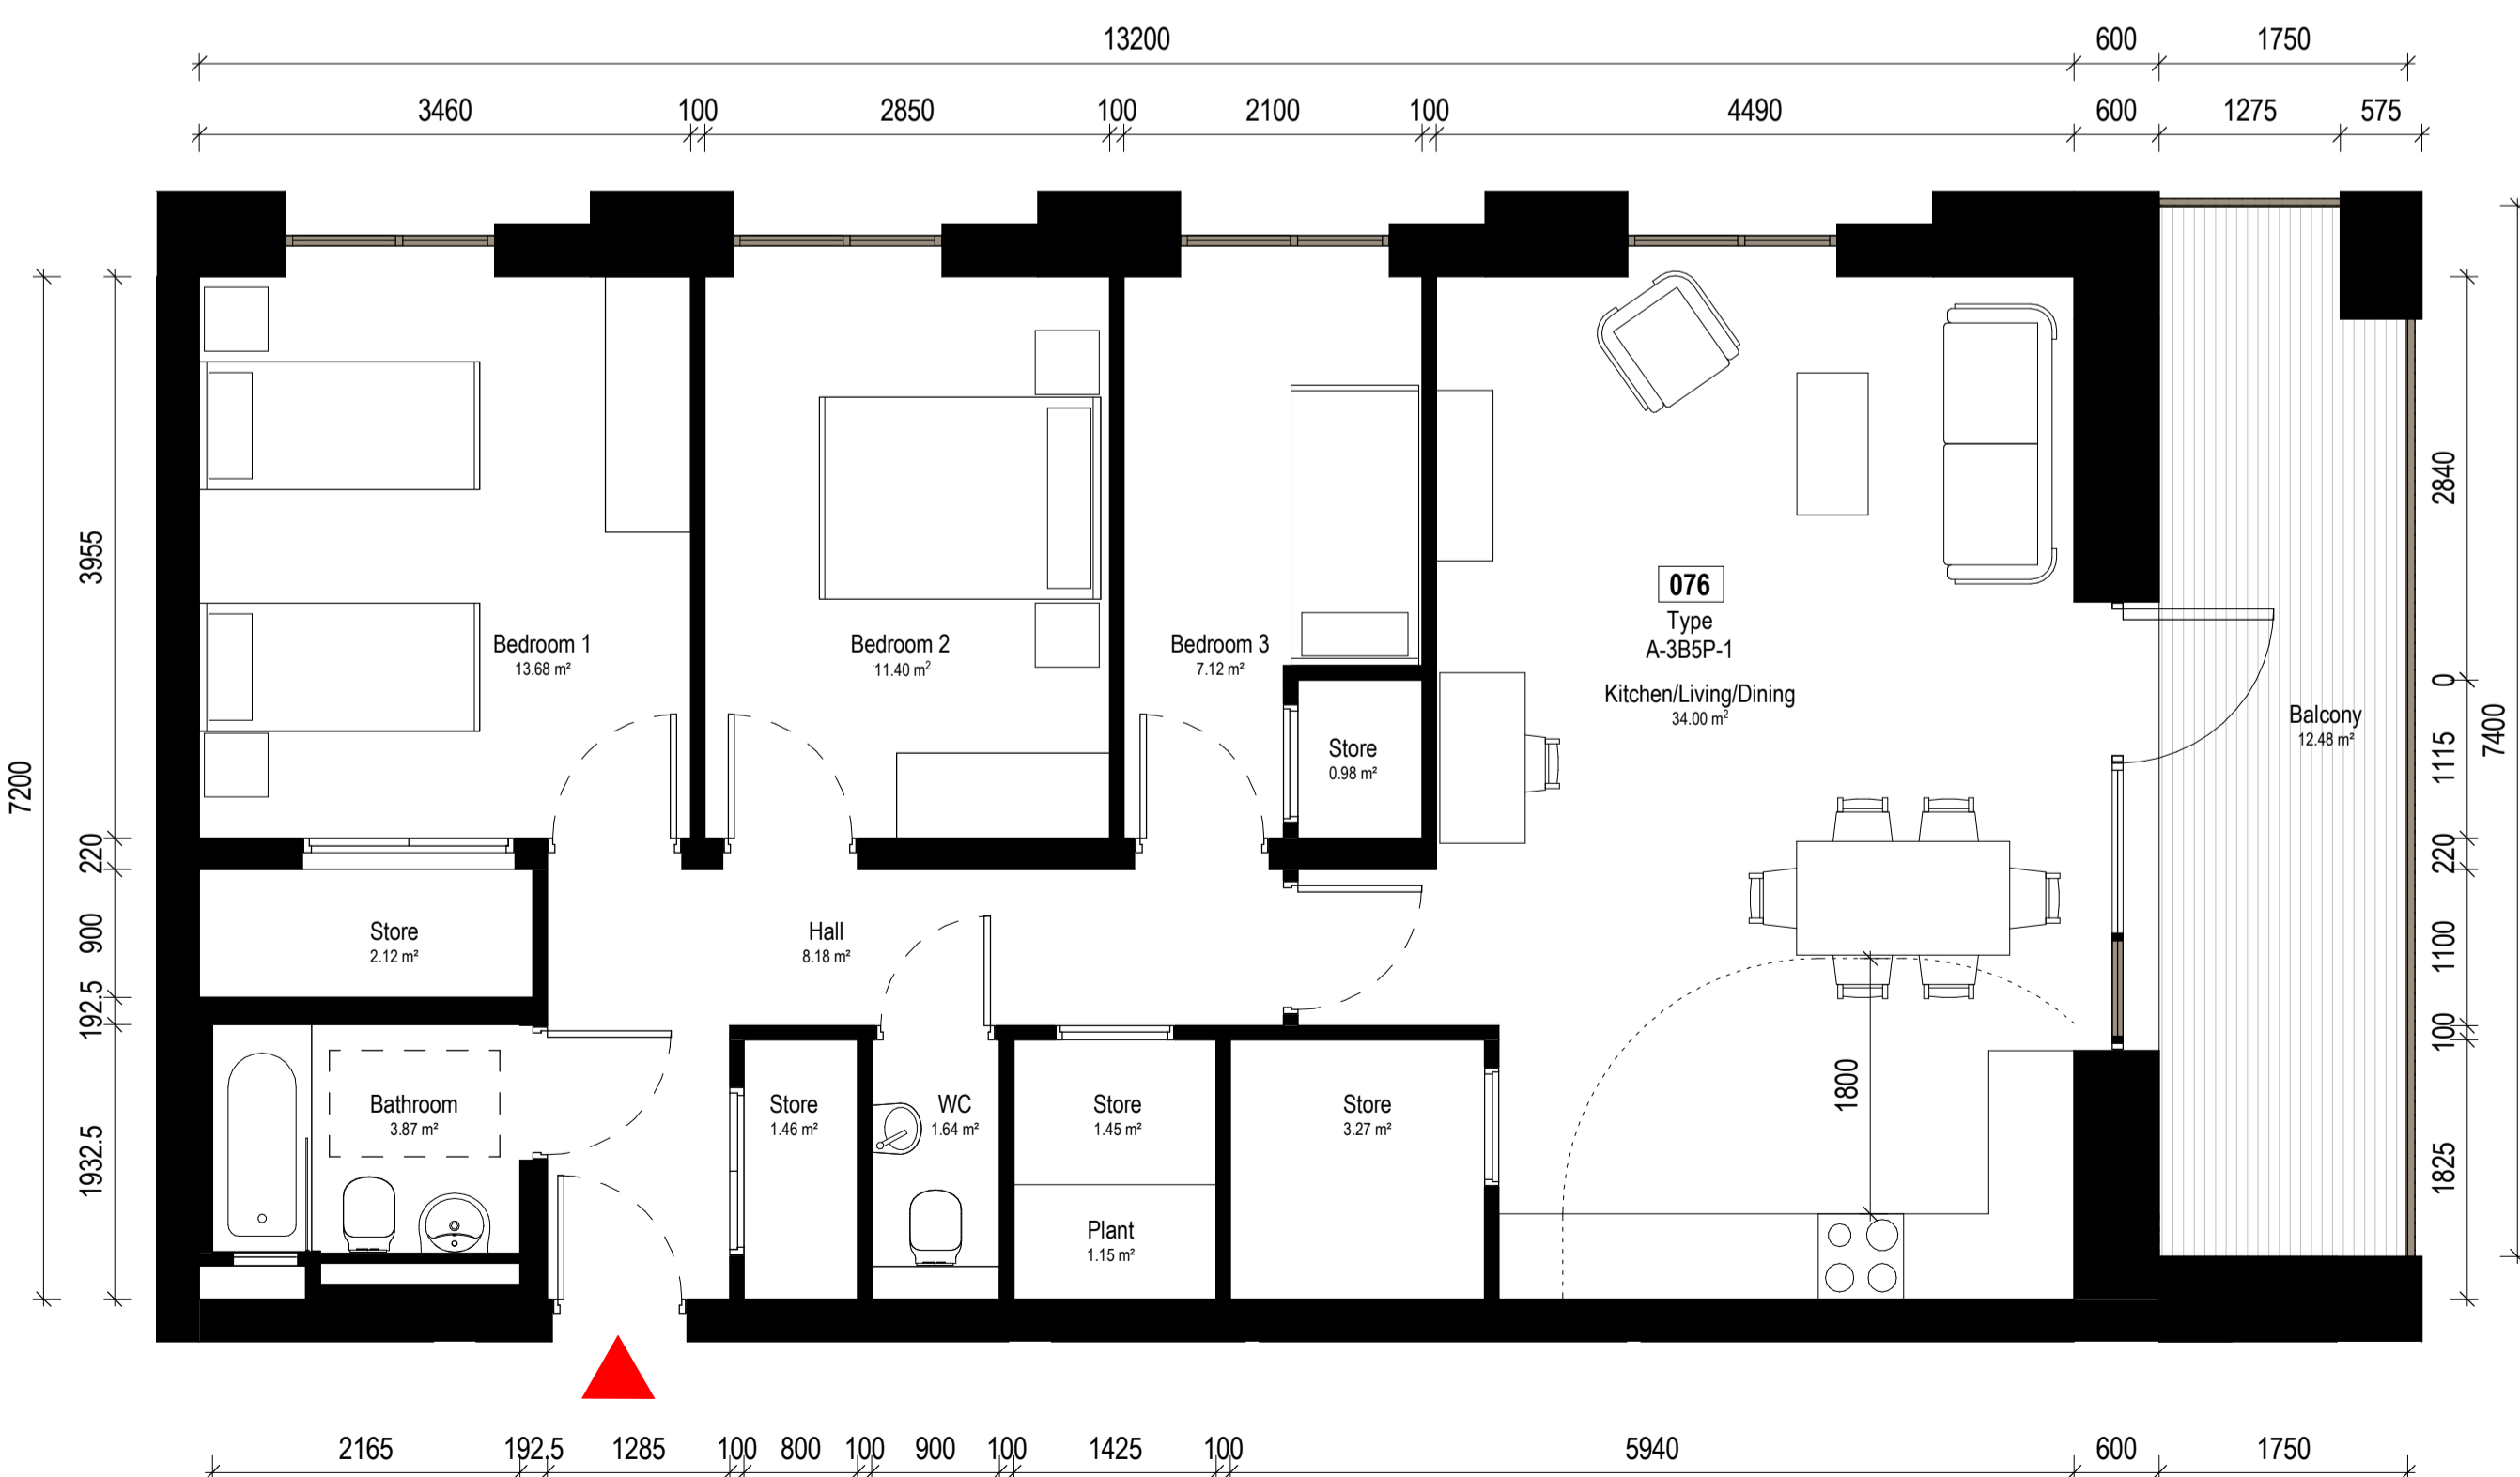 13200 600 1750
3460 100 2850 100 2100 100 4490 600 1275 575
7200
3955
220
900
192.5
1932.5
Bedroom 1
13.68 m²
Bedroom 2
11.40 m²
Bedroom 3
7.12 m²
Store
0.98 m²
076
Type
A-3B5P-1
Kitchen/Living/Dining
34.00 m²
Balcony
12.48 m²
Store
2.12 m²
Hall
8.18 m²
Bathroom
3.87 m²
Store
1.46 m²
WC
1.64 m²
Store
1.45 m²
Plant
1.15 m²
Store
3.27 m²
1800
2840
0
1115
220
1100
100
1825
7400
2165 192.5 1285 100 800 100 900 100 1425 100 5940 600 1750